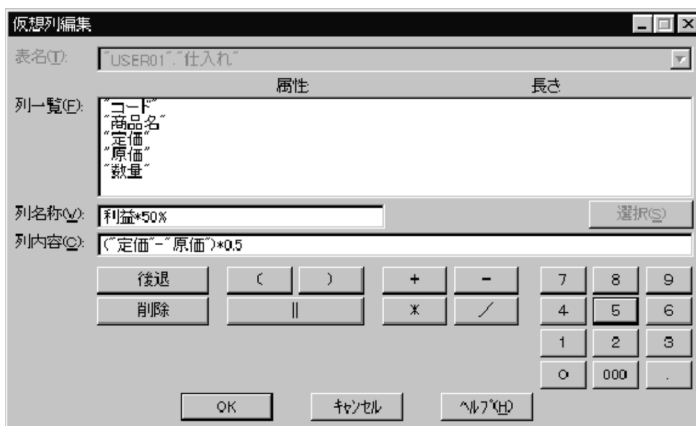 仮想列編集
表名(T): "USER01"."仕入れ"
属性 長さ
列一覧(F):
"コード"
"商品名"
"定価"
"原価"
"数量"
列名称(V): 利益*50% 選択(S)
列内容(C): ("定価"-"原価")*0.5
後退 ( ) + - 7 8 9
削除 || * / 4 5 6
1 2 3
0 000 .
OK キャンセル ヘルプ(H)